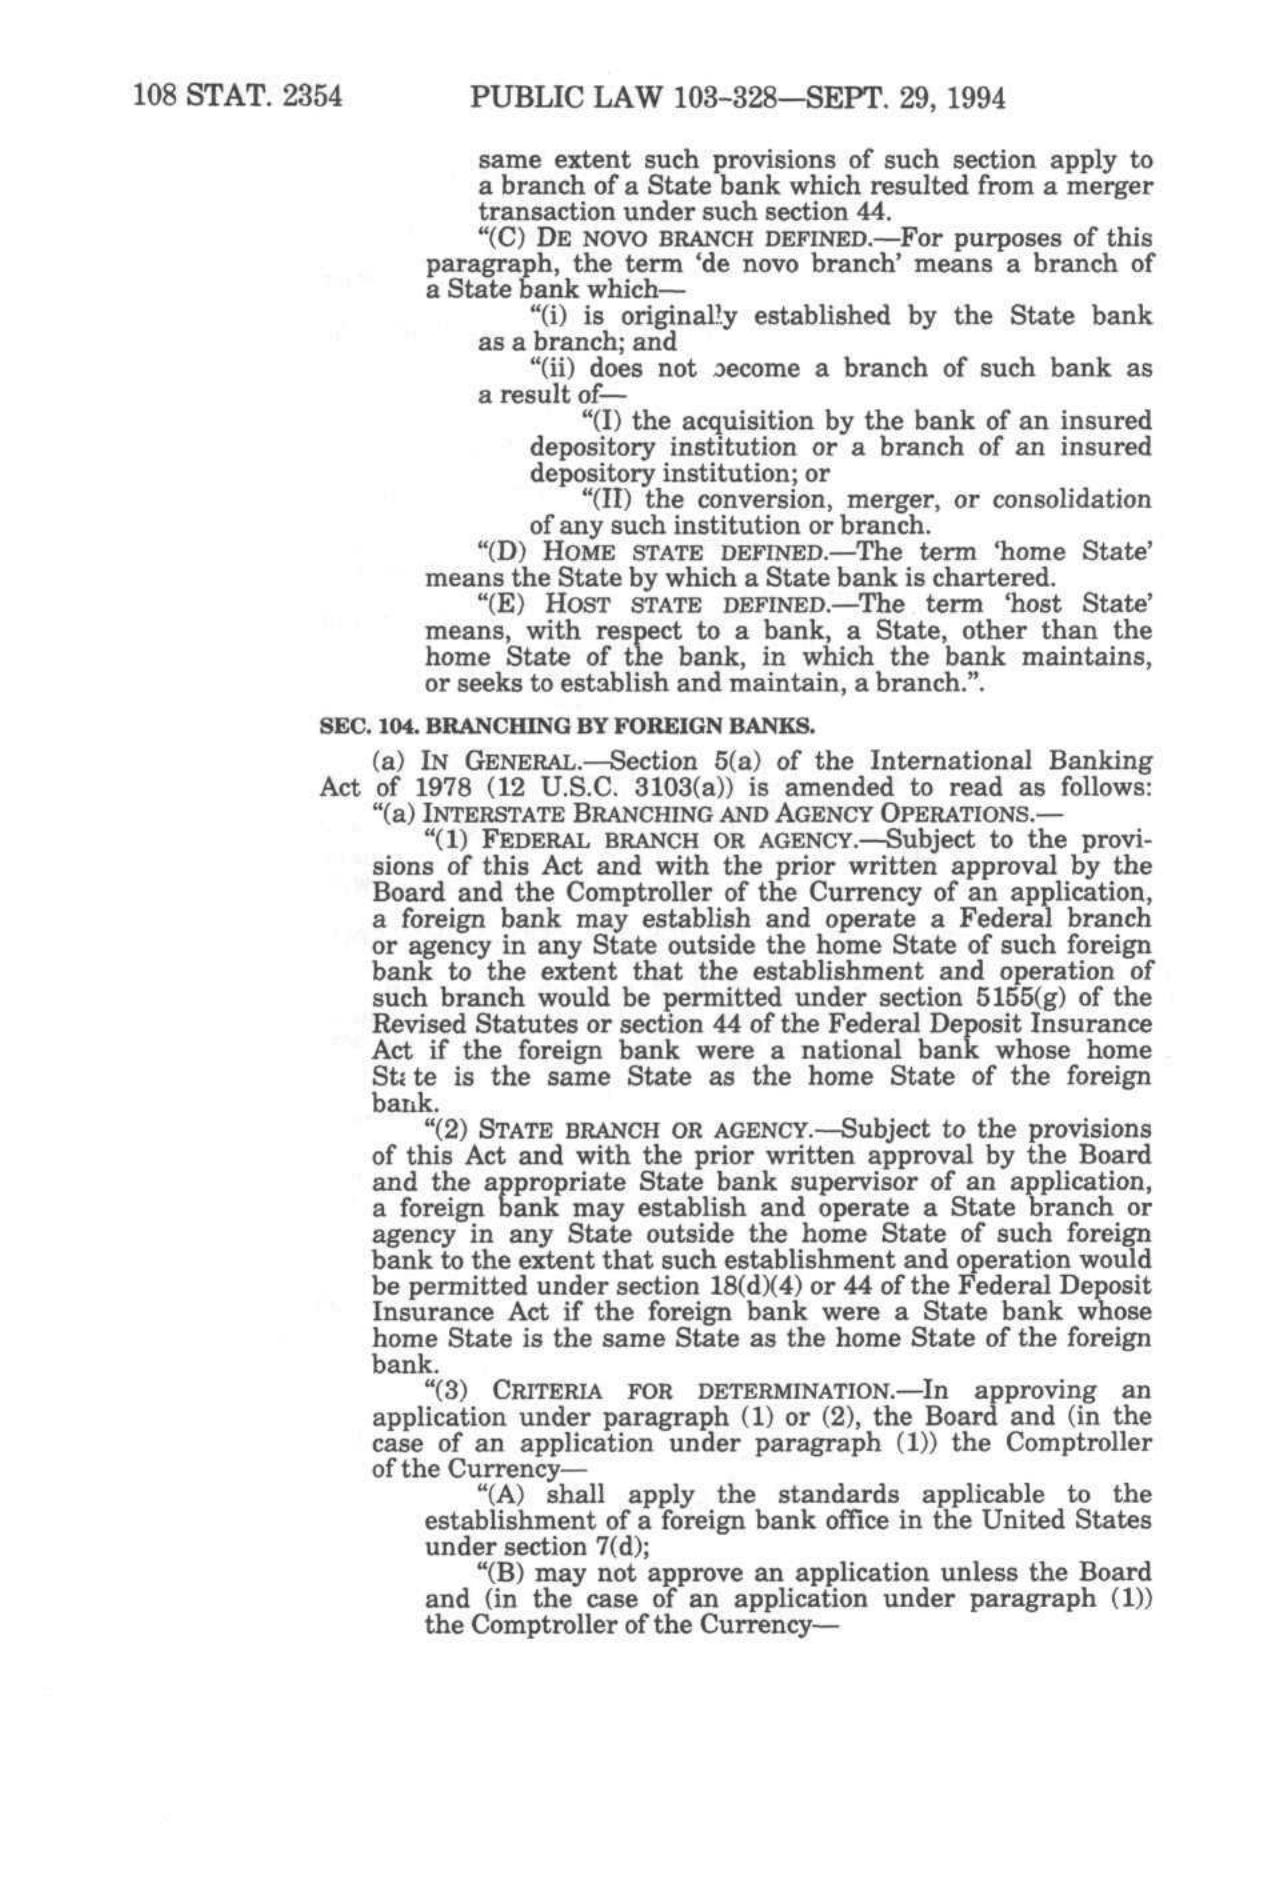 108 STAT. 2354 PUBLIC LAW 103–328—SEPT. 29, 1994
same extent such provisions of such section apply to
a branch of a State bank which resulted from a merger
transaction under such section 44.
“(C) DE NOVO BRANCH DEFINED.—For purposes of this
paragraph, the term ‘de novo branch’ means a branch of
a State bank which—
“(i) is originally established by the State bank
as a branch; and
“(ii) does not become a branch of such bank as
a result of—
“(I) the acquisition by the bank of an insured
depository institution or a branch of an insured
depository institution; or
“(II) the conversion, merger, or consolidation
of any such institution or branch.
“(D) HOME STATE DEFINED.—The term ‘home State’
means the State by which a State bank is chartered.
“(E) HOST STATE DEFINED.—The term ‘host State’
means, with respect to a bank, a State, other than the
home State of the bank, in which the bank maintains,
or seeks to establish and maintain, a branch.”.
SEC. 104. BRANCHING BY FOREIGN BANKS.
(a) IN GENERAL.—Section 5(a) of the International Banking
Act of 1978 (12 U.S.C. 3103(a)) is amended to read as follows:
“(a) INTERSTATE BRANCHING AND AGENCY OPERATIONS.—
“(1) FEDERAL BRANCH OR AGENCY.—Subject to the provi-
sions of this Act and with the prior written approval by the
Board and the Comptroller of the Currency of an application,
a foreign bank may establish and operate a Federal branch
or agency in any State outside the home State of such foreign
bank to the extent that the establishment and operation of
such branch would be permitted under section 5155(g) of the
Revised Statutes or section 44 of the Federal Deposit Insurance
Act if the foreign bank were a national bank whose home
State is the same State as the home State of the foreign
bank.
“(2) STATE BRANCH OR AGENCY.—Subject to the provisions
of this Act and with the prior written approval by the Board
and the appropriate State bank supervisor of an application,
a foreign bank may establish and operate a State branch or
agency in any State outside the home State of such foreign
bank to the extent that such establishment and operation would
be permitted under section 18(d)(4) or 44 of the Federal Deposit
Insurance Act if the foreign bank were a State bank whose
home State is the same State as the home State of the foreign
bank.
“(3) CRITERIA FOR DETERMINATION.—In approving an
application under paragraph (1) or (2), the Board and (in the
case of an application under paragraph (1)) the Comptroller
of the Currency—
“(A) shall apply the standards applicable to the
establishment of a foreign bank office in the United States
under section 7(d);
“(B) may not approve an application unless the Board
and (in the case of an application under paragraph (1))
the Comptroller of the Currency—